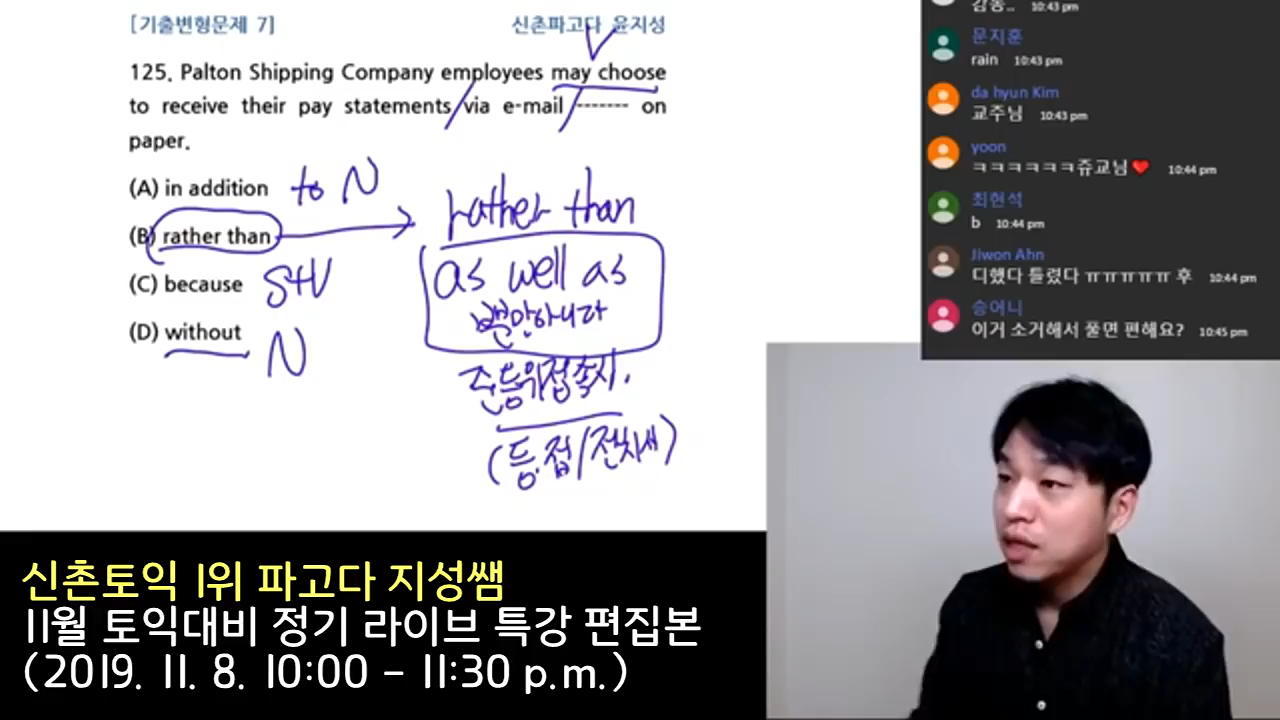 [기출변형문제 7]
신촌파고다 윤지성
125. Palton Shipping Company employees may choose
to receive their pay statements via e-mail ------- on
paper.
(A) in addition
to N
(B) rather than
(C) because
S+V
(D) without
N
rather than
as well as
뿐만아니라
준등위접속사.
(등.접/전치사)
감동..
10:43 pm
문지훈
rain 10:43 pm
da hyun Kim
교주님 10:43 pm
yoon
ㅋㅋㅋㅋㅋㅋ쥬교님❤ 10:44 pm
최현석
b 10:44 pm
Jiwon Ahn
디했다 틀렸다 ㅠㅠㅠㅠㅠ 후 10:44 pm
승어니
이거 소거해서 풀면 편해요? 10:45 pm
신촌토익 1위 파고다 지성쌤
11월 토익대비 정기 라이브 특강 편집본
(2019. 11. 8. 10:00 - 11:30 p.m.)